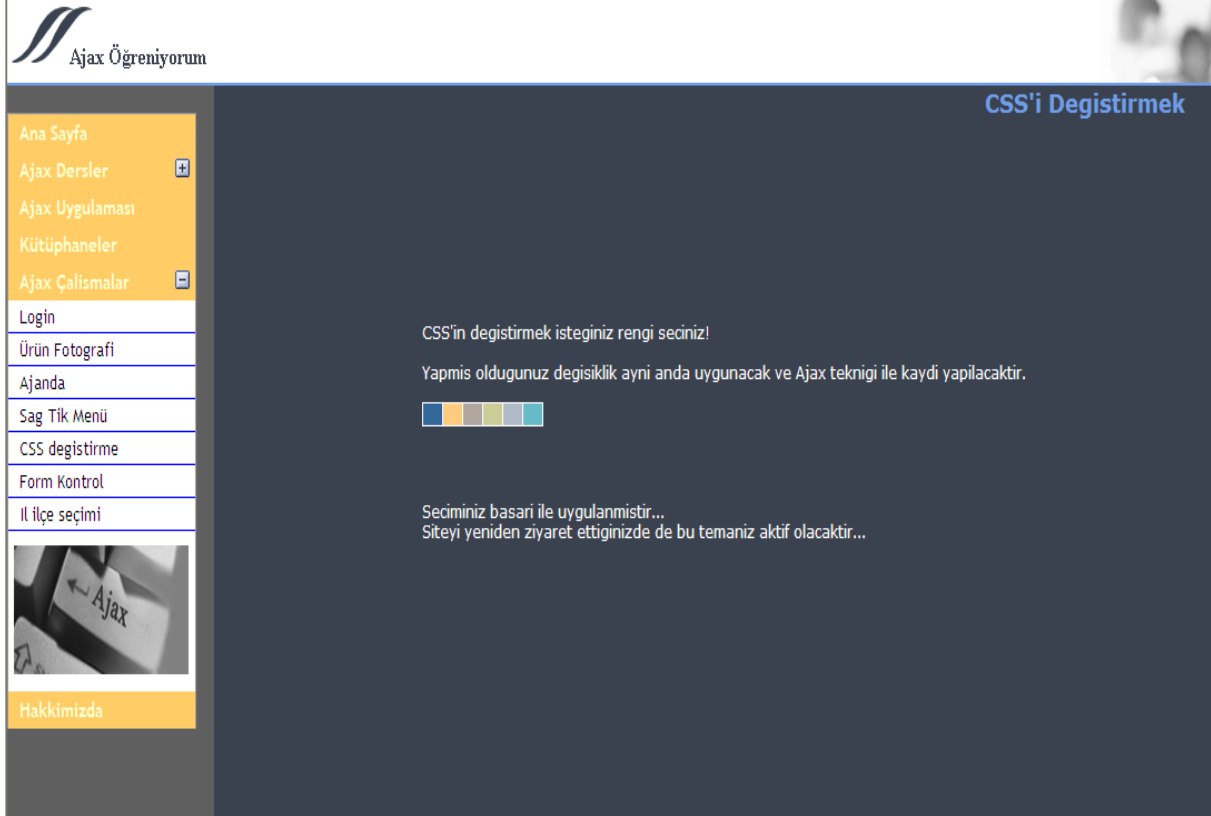 Ajax Öğreniyorum
CSS'i Degistirmek
Ana Sayfa
Ajax Dersler
Ajax Uygulaması
Kütüphaneler
Ajax Çalismalar
Login
Ürün Fotografi
Ajanda
Sag Tik Menü
CSS degistirme
Form Kontrol
Il ilçe seçimi
Ajax
Hakkimizda
CSS'in degistirmek isteginiz rengi seciniz!
Yapmis oldugunuz degisiklik ayni anda uygunacak ve Ajax teknigi ile kaydi yapilacaktir.
Seciminiz basari ile uygulanmistir...
Siteyi yeniden ziyaret ettiginizde de bu temaniz aktif olacaktir...